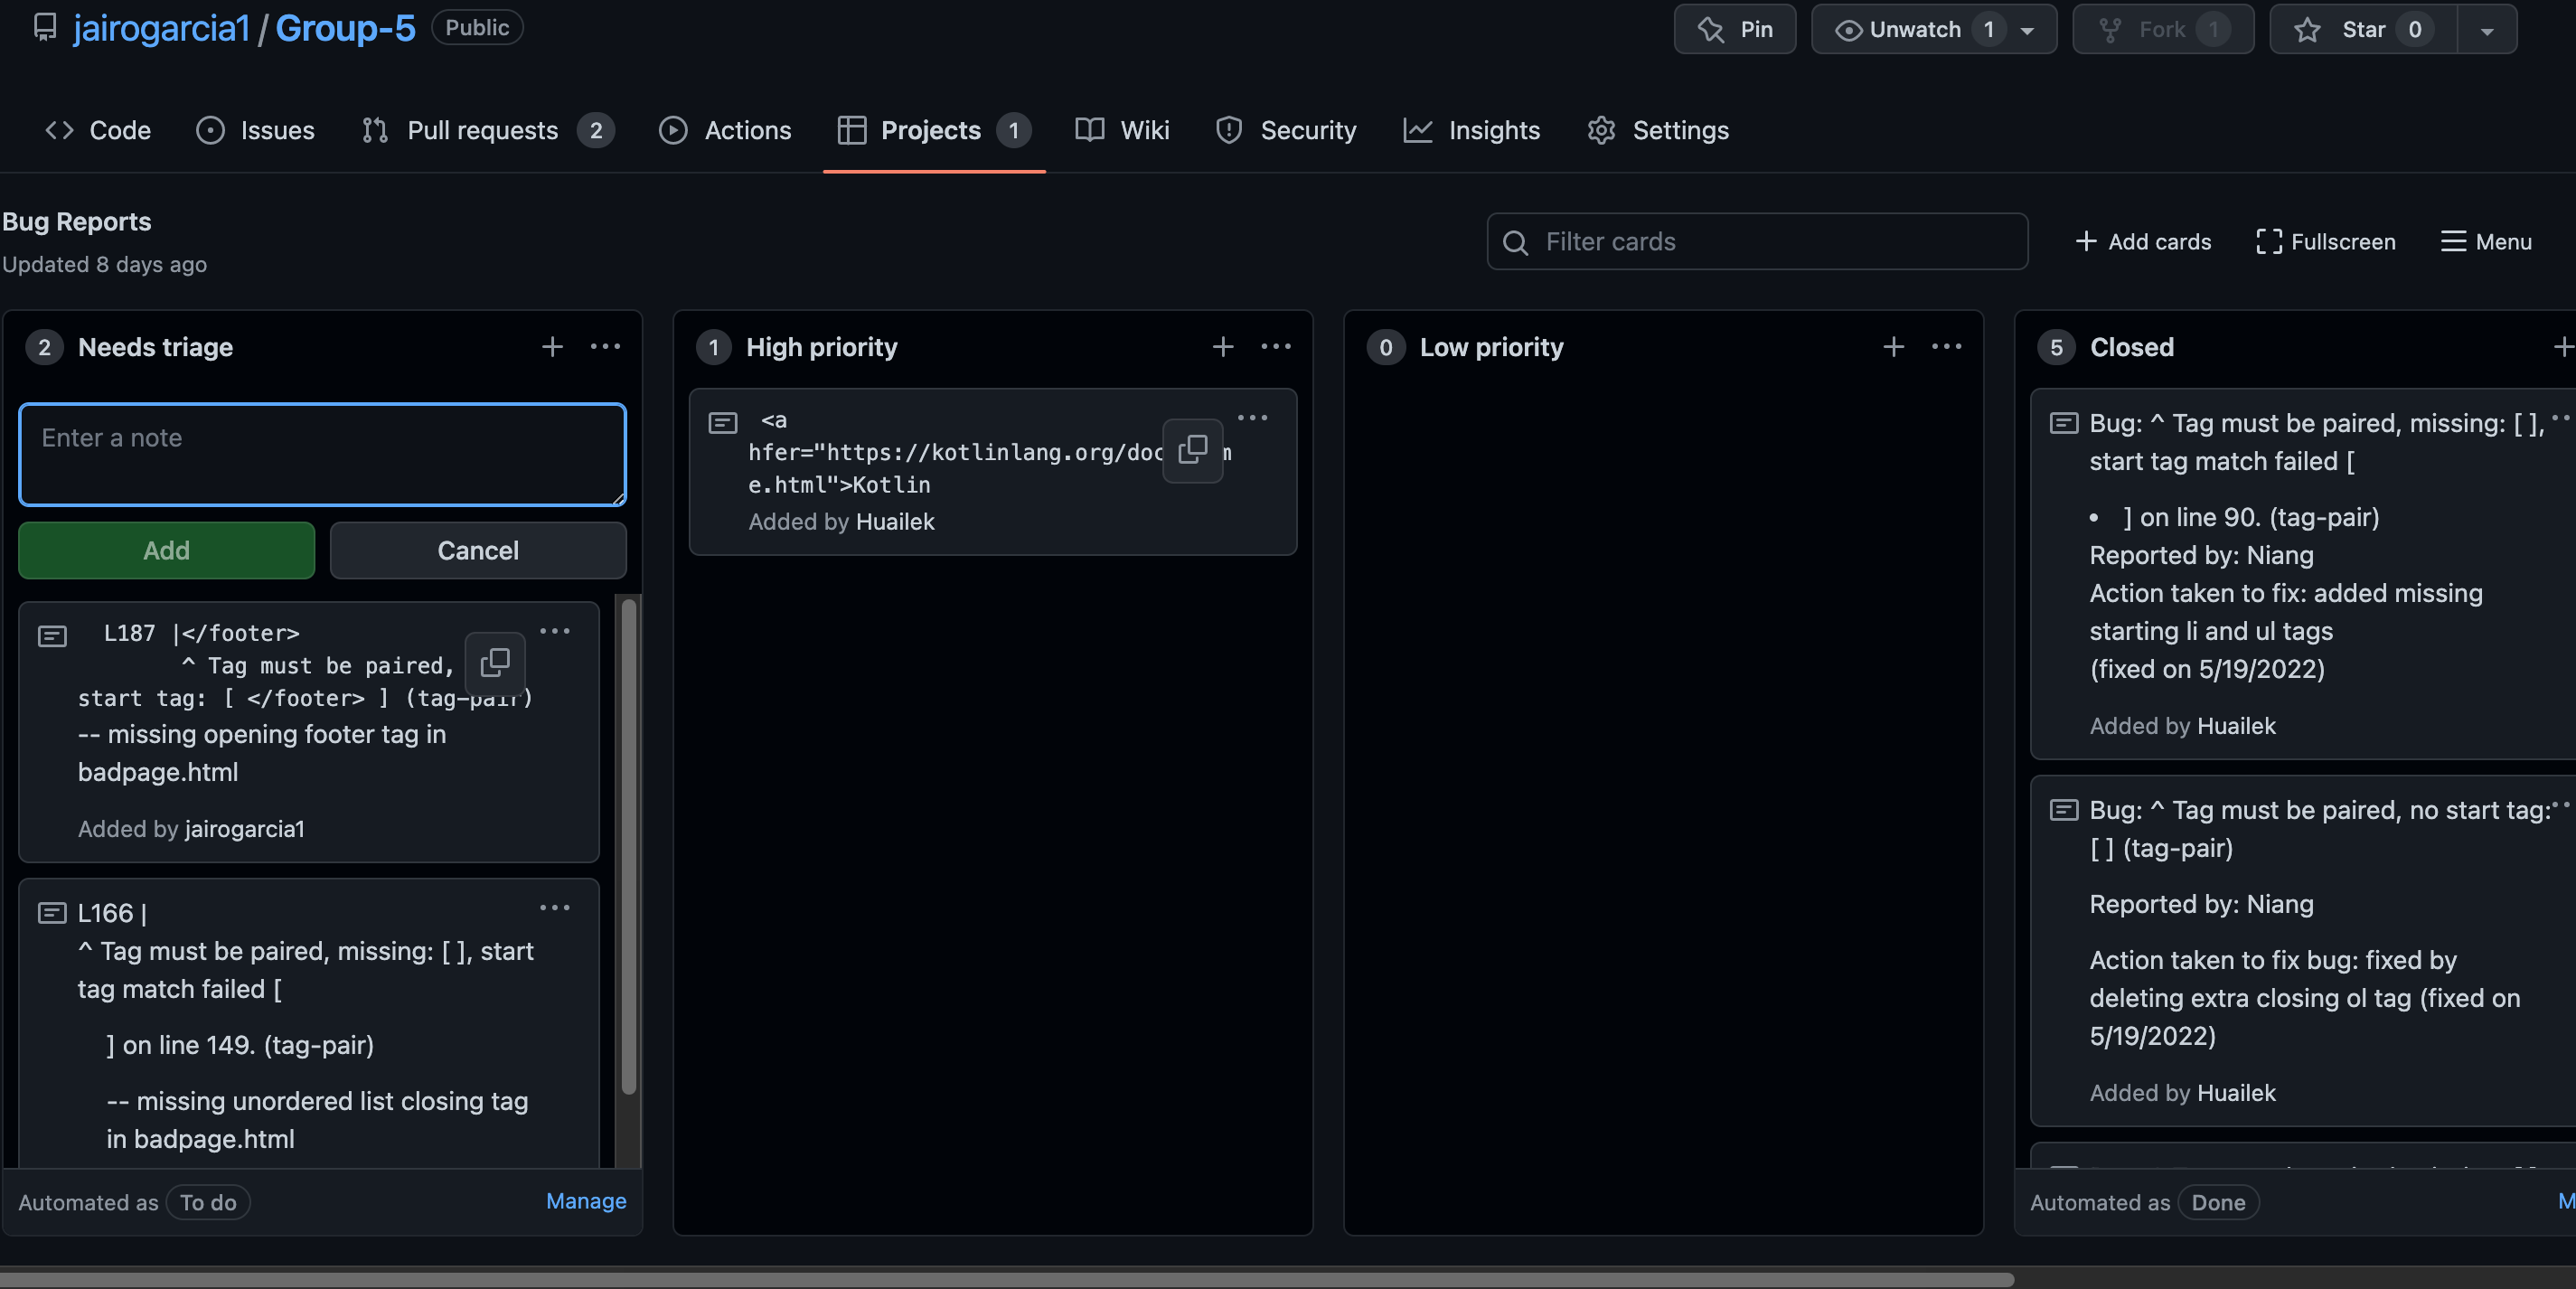 jairogarcia1 / Group-5 Public
Pin Unwatch 1 Fork 1 Star 0
Code Issues Pull requests 2 Actions Projects 1 Wiki Security Insights Settings
Bug Reports
Updated 8 days ago
Filter cards
+ Add cards Fullscreen Menu
2 Needs triage
Enter a note
Add Cancel
L187 |</footer>
^ Tag must be paired,
start tag: [ </footer> ] (tag-pair)
-- missing opening footer tag in
badpage.html
Added by jairogarcia1
L166 |
^ Tag must be paired, missing: [ ], start
tag match failed [
] on line 149. (tag-pair)
-- missing unordered list closing tag
in badpage.html
Automated as To do Manage
1 High priority
<a
hfer="https://kotlinlang.org/doc
e.html">Kotlin
Added by Huailek
0 Low priority
5 Closed
Bug: ^ Tag must be paired, missing: [ ],
start tag match failed [
• ] on line 90. (tag-pair)
Reported by: Niang
Action taken to fix: added missing
starting li and ul tags
(fixed on 5/19/2022)
Added by Huailek
Bug: ^ Tag must be paired, no start tag:
[ ] (tag-pair)
Reported by: Niang
Action taken to fix bug: fixed by
deleting extra closing ol tag (fixed on
5/19/2022)
Added by Huailek
Automated as Done